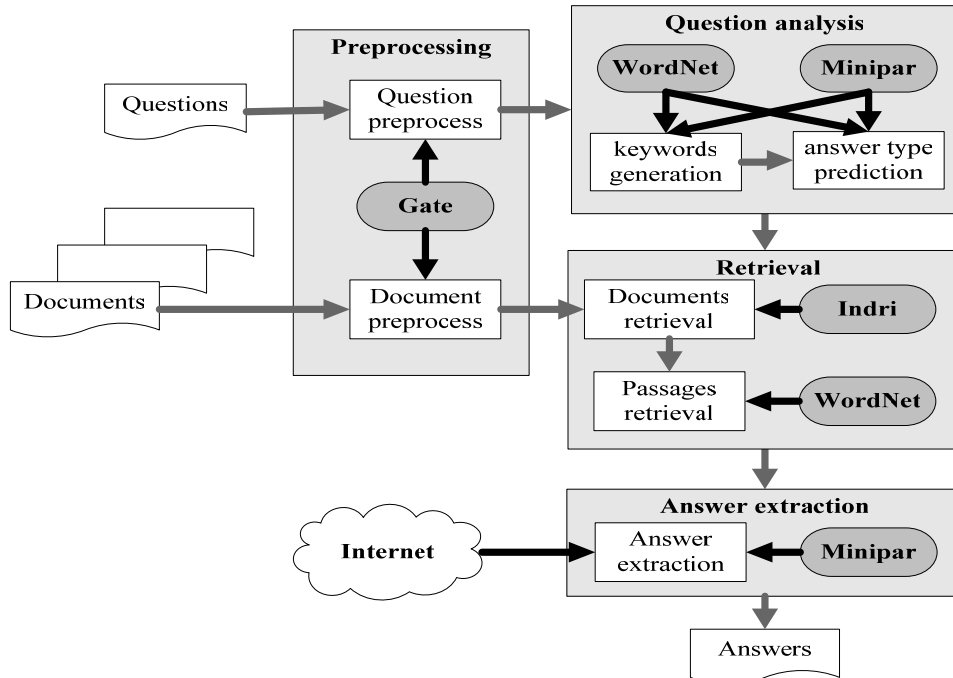 Question analysis
Preprocessing
WordNet
Minipar
Questions
Question
preprocess
keywords
generation
answer type
prediction
Gate
Retrieval
Documents
Document
preprocess
Documents
retrieval
Indri
Passages
retrieval
WordNet
Answer extraction
Internet
Answer
extraction
Minipar
Answers